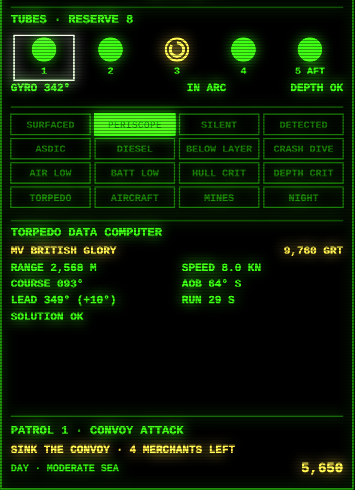 TUBES · RESERVE 8
1 2 3 4 5 AFT
GYRO 342° IN ARC DEPTH OK
SURFACED PERISCOPE SILENT DETECTED
ASDIC DIESEL BELOW LAYER CRASH DIVE
AIR LOW BATT LOW HULL CRIT DEPTH CRIT
TORPEDO AIRCRAFT MINES NIGHT
TORPEDO DATA COMPUTER
MV BRITISH GLORY 9,760 GRT
RANGE 2,568 M SPEED 8.0 KN
COURSE 093° AOB 64° S
LEAD 349° (+10°) RUN 29 S
SOLUTION OK
PATROL 1 · CONVOY ATTACK
SINK THE CONVOY · 4 MERCHANTS LEFT
DAY · MODERATE SEA 5,650